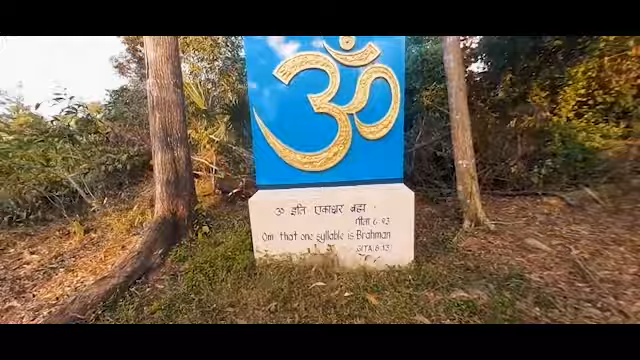 ॐ
ॐ इति एकाक्षर ब्रह्म
गीता
OM "THAT ONE SYLLABLE IS BRAHMAN"
GITA 8.13